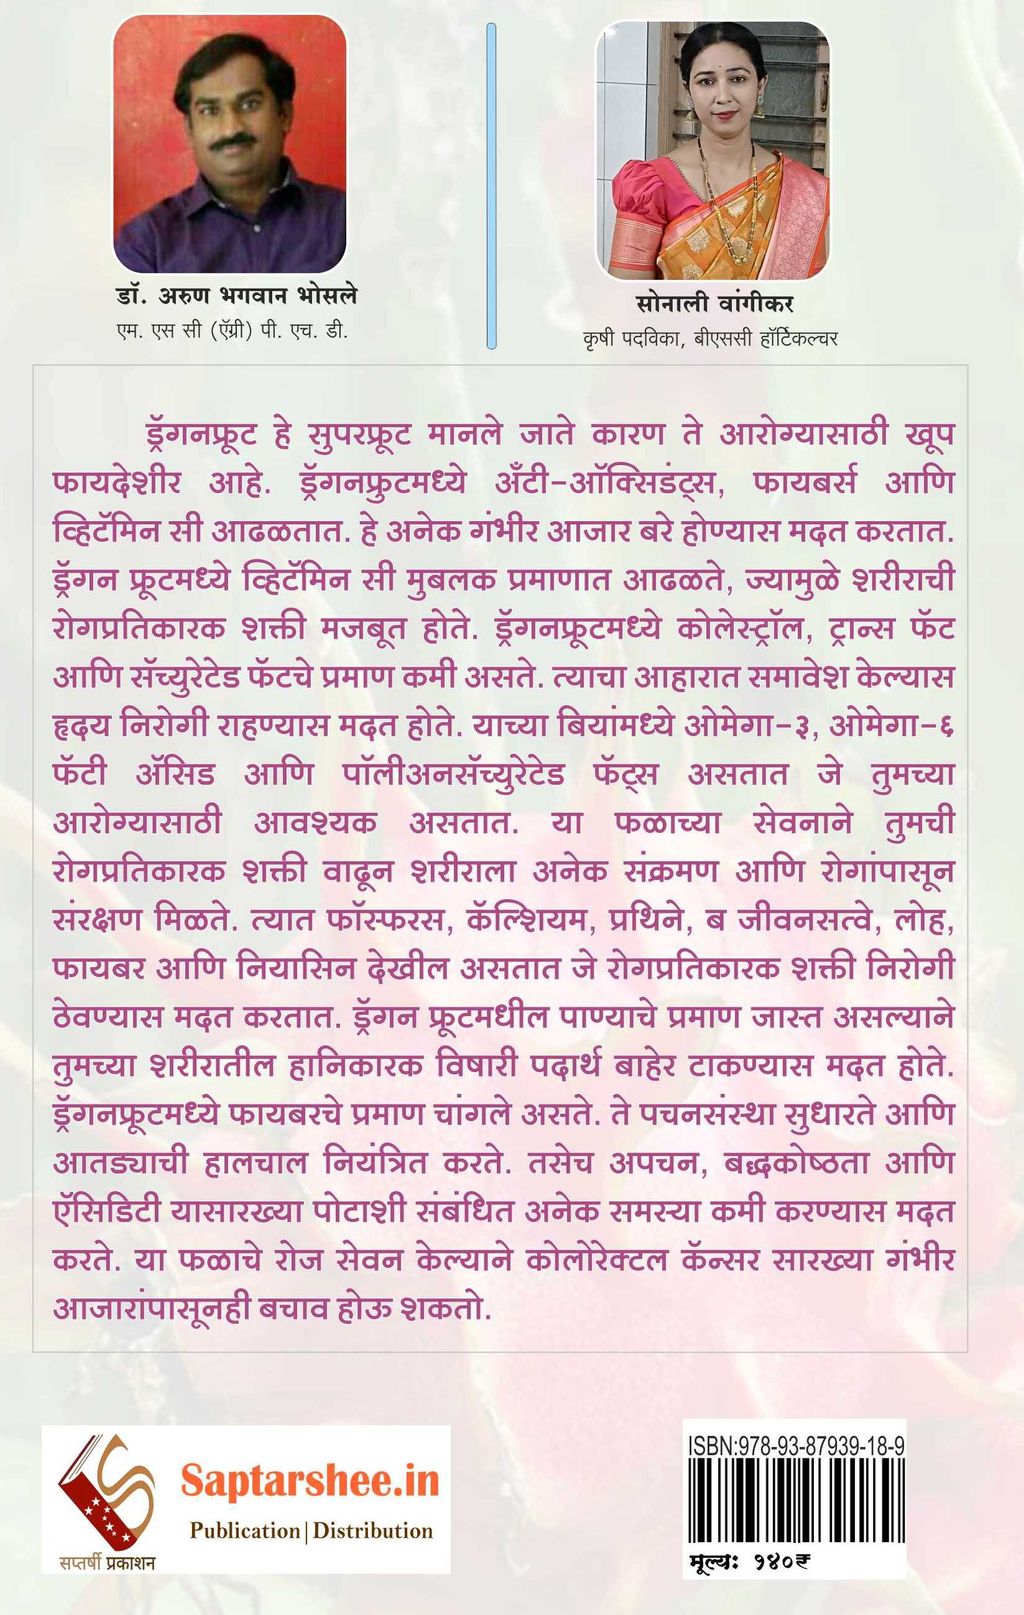 डॉ. अरुण भगवान भोसले
एम. एस सी (ऍग्री) पी. एच. डी.
सोनाली वांगीकर
कृषी पदविका, बीएससी हॉर्टिकल्चर
ड्रॅगनफ्रूट हे सुपरफ्रूट मानले जाते कारण ते आरोग्यासाठी खूप
फायदेशीर आहे. ड्रॅगनफ्रुटमध्ये अँटी-ऑक्सिडंट्स, फायबर्स आणि
व्हिटॅमिन सी आढळतात. हे अनेक गंभीर आजार बरे होण्यास मदत करतात.
ड्रॅगन फ्रूटमध्ये व्हिटॅमिन सी मुबलक प्रमाणात आढळते, ज्यामुळे शरीराची
रोगप्रतिकारक शक्ती मजबूत होते. ड्रॅगनफ्रूटमध्ये कोलेस्ट्रॉल, ट्रान्स फॅट
आणि सॅच्युरेटेड फॅटचे प्रमाण कमी असते. त्याचा आहारात समावेश केल्यास
हृदय निरोगी राहण्यास मदत होते. याच्या बियांमध्ये ओमेगा-३, ओमेगा-६
फॅटी ॲसिड आणि पॉलीअनसॅच्युरेटेड फॅट्स असतात जे तुमच्या
आरोग्यासाठी आवश्यक असतात. या फळाच्या सेवनाने तुमची
रोगप्रतिकारक शक्ती वाढून शरीराला अनेक संक्रमण आणि रोगांपासून
संरक्षण मिळते. त्यात फॉस्फरस, कॅल्शियम, प्रथिने, ब जीवनसत्वे, लोह,
फायबर आणि नियासिन देखील असतात जे रोगप्रतिकारक शक्ती निरोगी
ठेवण्यास मदत करतात. ड्रॅगन फ्रूटमधील पाण्याचे प्रमाण जास्त असल्याने
तुमच्या शरीरातील हानिकारक विषारी पदार्थ बाहेर टाकण्यास मदत होते.
ड्रॅगनफ्रूटमध्ये फायबरचे प्रमाण चांगले असते. ते पचनसंस्था सुधारते आणि
आतड्याची हालचाल नियंत्रित करते. तसेच अपचन, बद्धकोष्ठता आणि
ऍसिडिटी यासारख्या पोटाशी संबंधित अनेक समस्या कमी करण्यास मदत
करते. या फळाचे रोज सेवन केल्याने कोलोरेक्टल कॅन्सर सारख्या गंभीर
आजारांपासूनही बचाव होऊ शकतो.
Saptarshee.in
Publication|Distribution
सप्तर्षी प्रकाशन
ISBN:978-93-87939-18-9
मूल्यः १४०₹